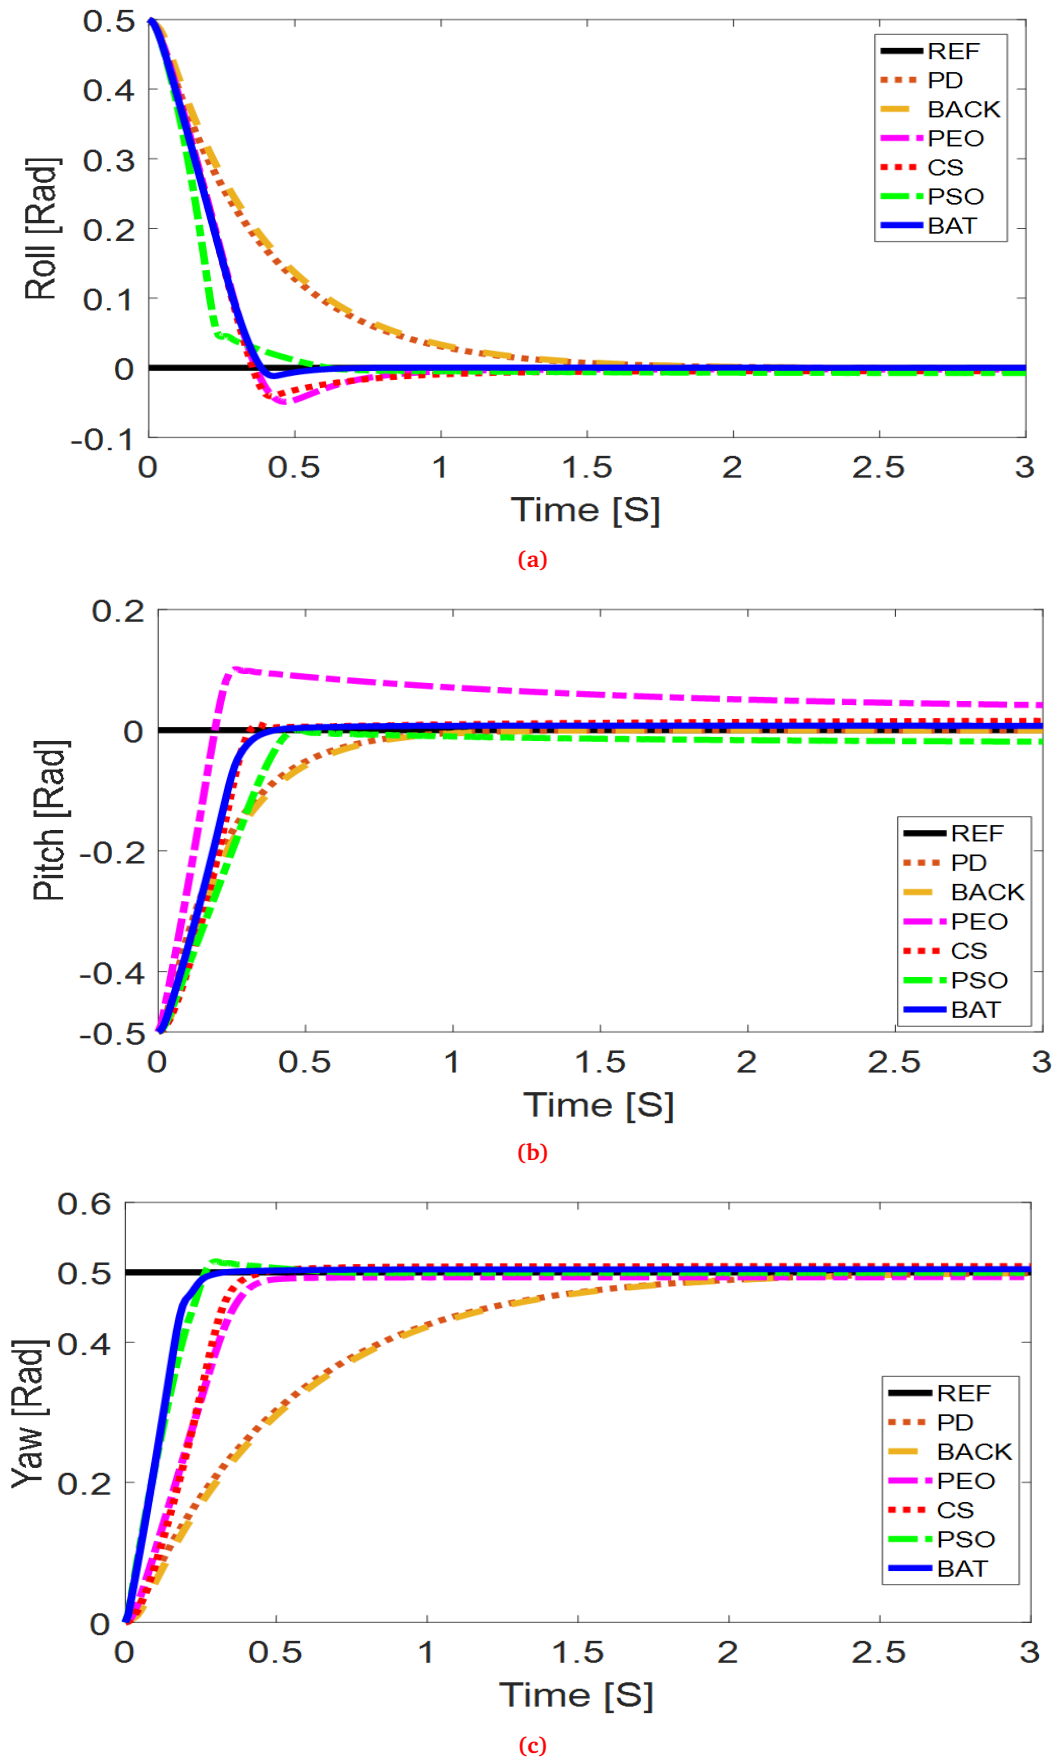 0.5
0.4
0.3
0.2
0.1
0
-0.1
Roll [Rad]
REF
PD
BACK
PEO
CS
PSO
BAT
0 0.5 1 1.5 2 2.5 3
Time [S]
(a)
0.2
0
-0.2
-0.4
-0.5
Pitch [Rad]
REF
PD
BACK
PEO
CS
PSO
BAT
0 0.5 1 1.5 2 2.5 3
Time [S]
(b)
0.6
0.5
0.4
0.2
0
Yaw [Rad]
REF
PD
BACK
PEO
CS
PSO
BAT
0 0.5 1 1.5 2 2.5 3
Time [S]
(c)